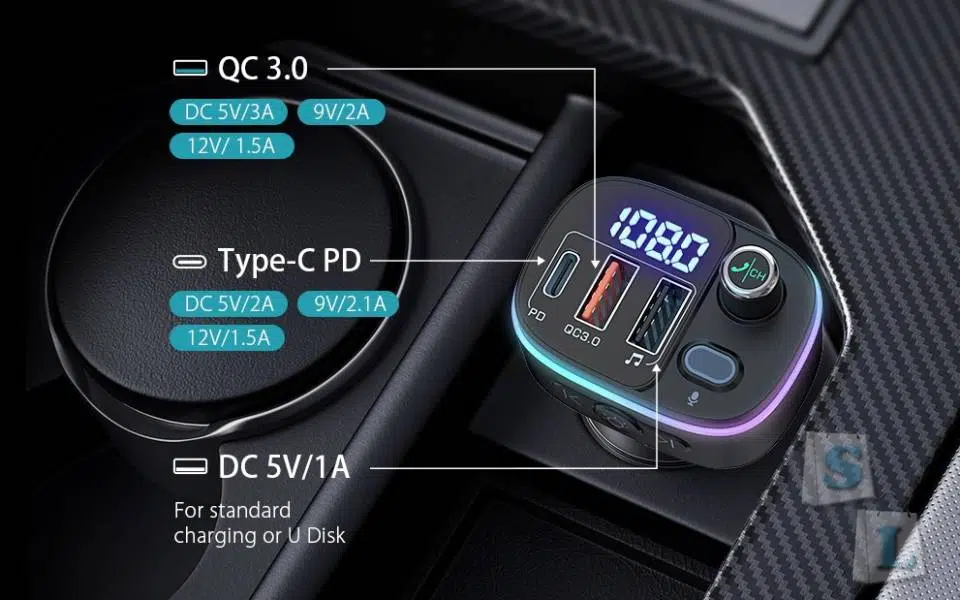 QC 3.0
DC 5V/3A 9V/2A
12V/ 1.5A
108.0
CH
Type-C PD
DC 5V/2A 9V/2.1A
12V/1.5A
PD
QC3.0
DC 5V/1A
For standard
charging or U Disk
S
L